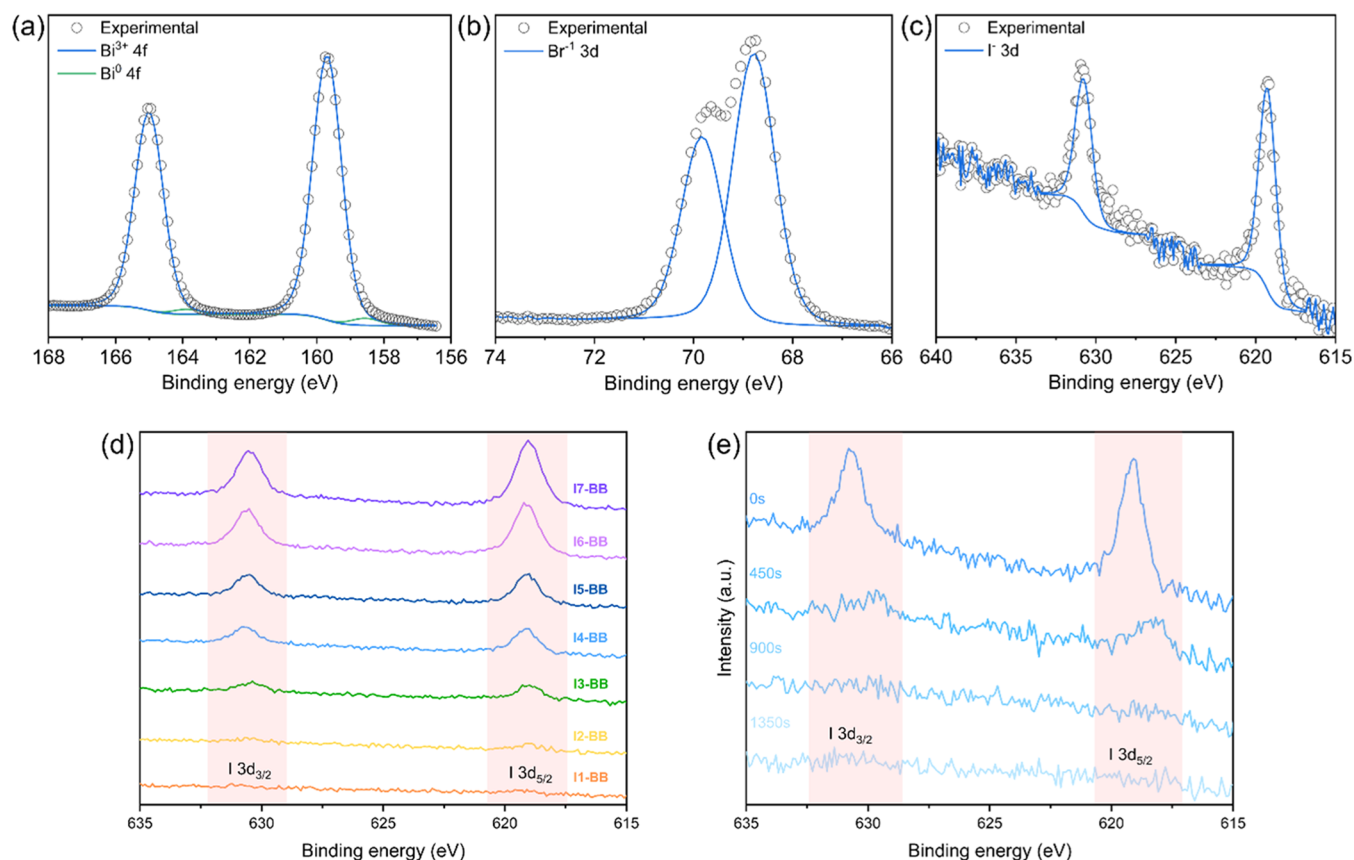 (a)
Experimental
Bi³⁺ 4f
Bi⁰ 4f
168 166 164 162 160 158 156
Binding energy (eV)
(b)
Experimental
Br⁻¹ 3d
74 72 70 68 66
Binding energy (eV)
(c)
Experimental
I⁻ 3d
640 635 630 625 620 615
Binding energy (eV)
(d)
I7-BB
I6-BB
I5-BB
I4-BB
I3-BB
I2-BB
I1-BB
I 3d₃/₂ I 3d₅/₂
635 630 625 620 615
Binding energy (eV)
(e)
Intensity (a.u.)
0s
450s
900s
1350s
I 3d₃/₂ I 3d₅/₂
635 630 625 620 615
Binding energy (eV)